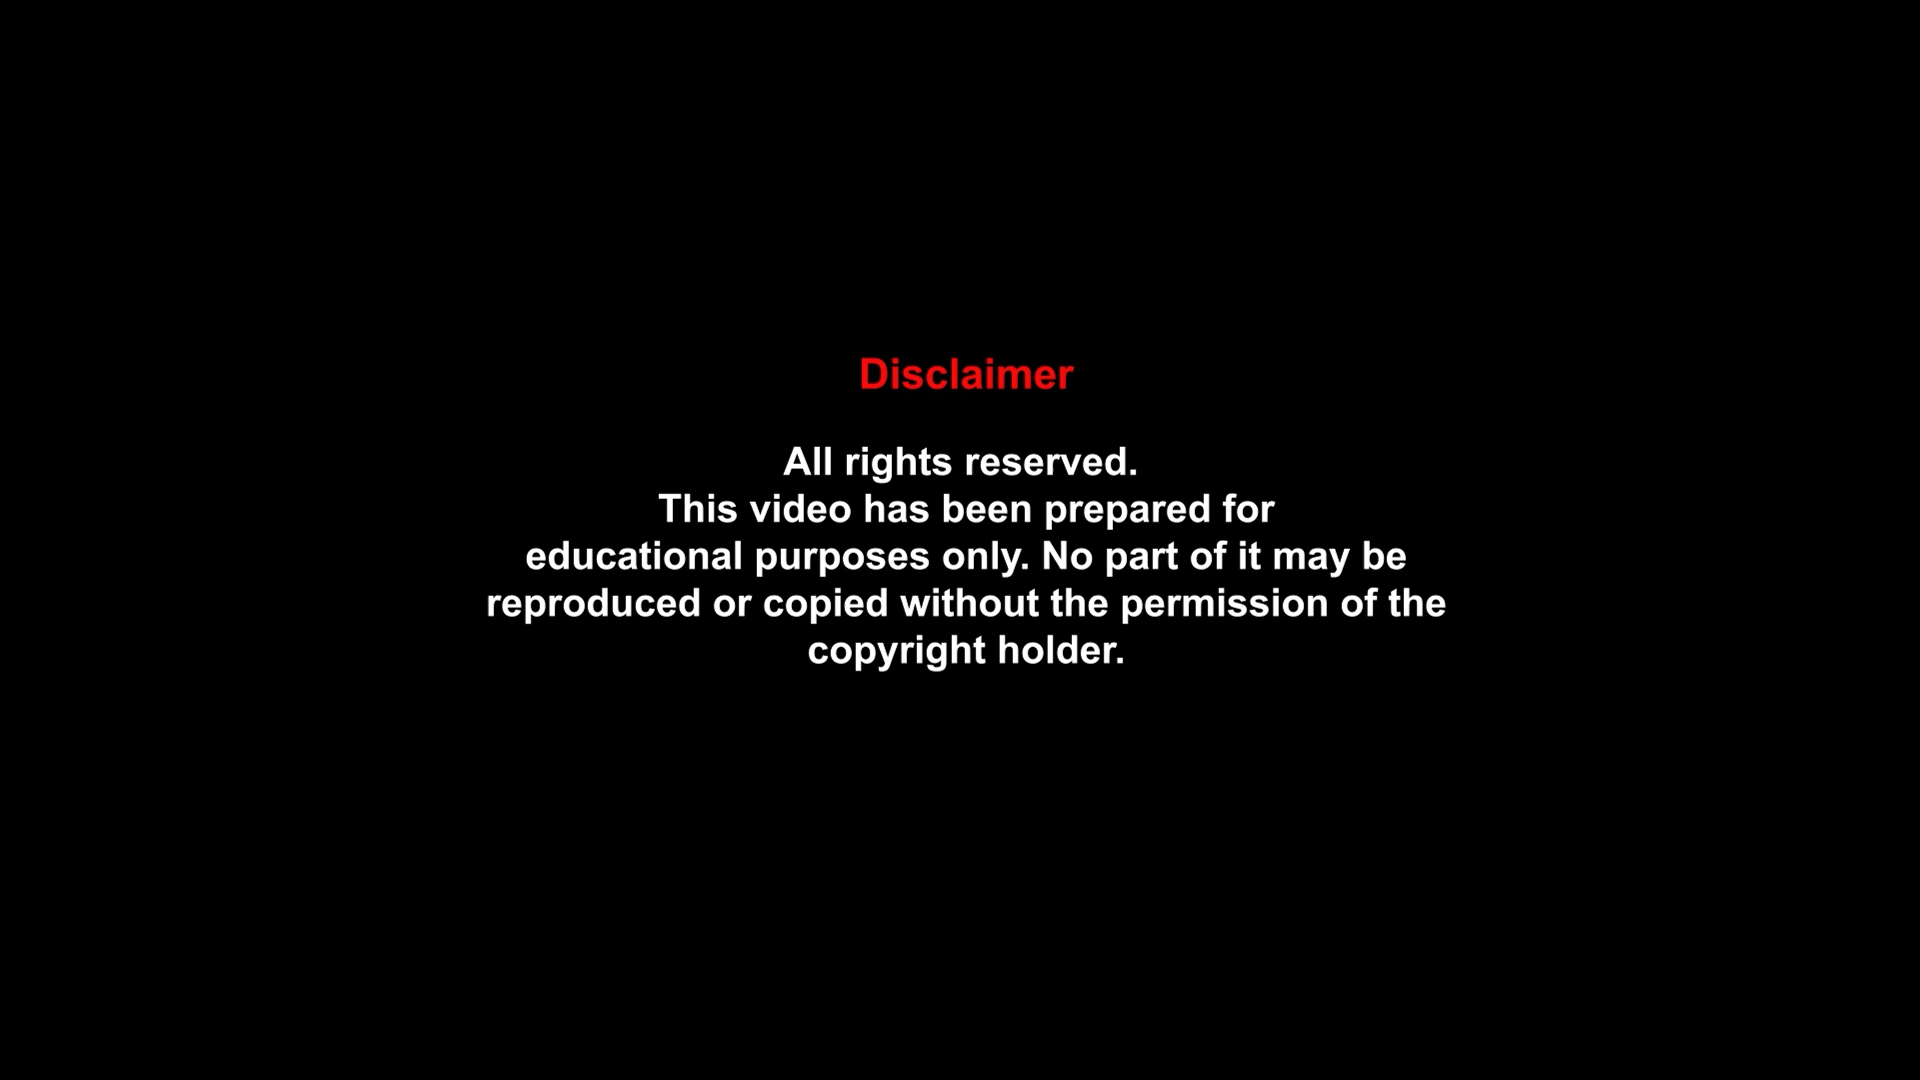 Disclaimer
All rights reserved.
This video has been prepared for
educational purposes only. No part of it may be
reproduced or copied without the permission of the
copyright holder.